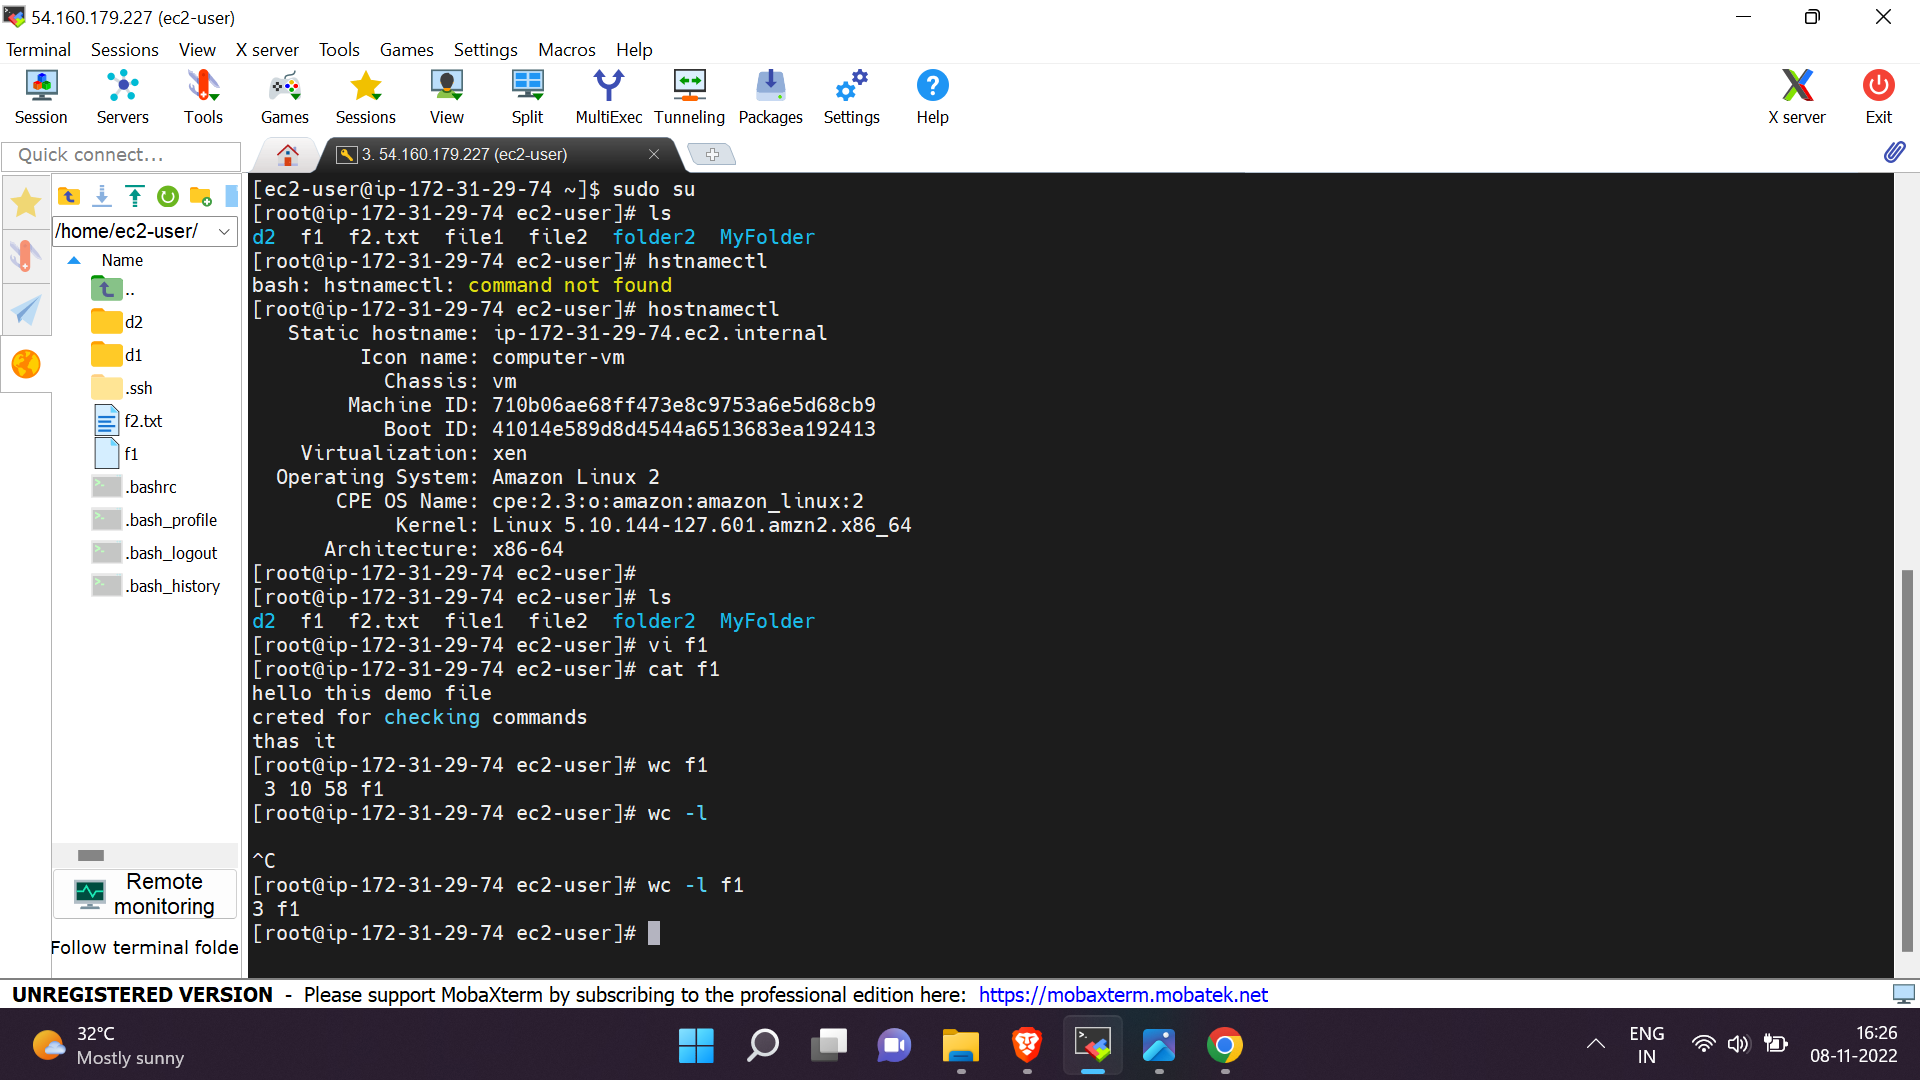 54.160.179.227 (ec2-user)
Terminal Sessions View X server Tools Games Settings Macros Help
Session Servers Tools Games Sessions View Split MultiExec Tunneling Packages Settings Help X server Exit
Quick connect...
3. 54.160.179.227 (ec2-user)
/home/ec2-user/
Name
..
d2
d1
.ssh
f2.txt
f1
.bashrc
.bash_profile
.bash_logout
.bash_history
Remote
monitoring
Follow terminal folde
[ec2-user@ip-172-31-29-74 ~]$ sudo su
[root@ip-172-31-29-74 ec2-user]# ls
d2  f1  f2.txt  file1  file2  folder2  MyFolder
[root@ip-172-31-29-74 ec2-user]# hstnamectl
bash: hstnamectl: command not found
[root@ip-172-31-29-74 ec2-user]# hostnamectl
Static hostname: ip-172-31-29-74.ec2.internal
Icon name: computer-vm
Chassis: vm
Machine ID: 710b06ae68ff473e8c9753a6e5d68cb9
Boot ID: 41014e589d8d4544a6513683ea192413
Virtualization: xen
Operating System: Amazon Linux 2
CPE OS Name: cpe:2.3:o:amazon:amazon_linux:2
Kernel: Linux 5.10.144-127.601.amzn2.x86_64
Architecture: x86-64
[root@ip-172-31-29-74 ec2-user]#
[root@ip-172-31-29-74 ec2-user]# ls
d2  f1  f2.txt  file1  file2  folder2  MyFolder
[root@ip-172-31-29-74 ec2-user]# vi f1
[root@ip-172-31-29-74 ec2-user]# cat f1
hello this demo file
creted for checking commands
thas it
[root@ip-172-31-29-74 ec2-user]# wc f1
3 10 58 f1
[root@ip-172-31-29-74 ec2-user]# wc -l
^C
[root@ip-172-31-29-74 ec2-user]# wc -l f1
3 f1
[root@ip-172-31-29-74 ec2-user]#
UNREGISTERED VERSION - Please support MobaXterm by subscribing to the professional edition here: https://mobaxterm.mobatek.net
32°C
Mostly sunny
ENG
IN
16:26
08-11-2022